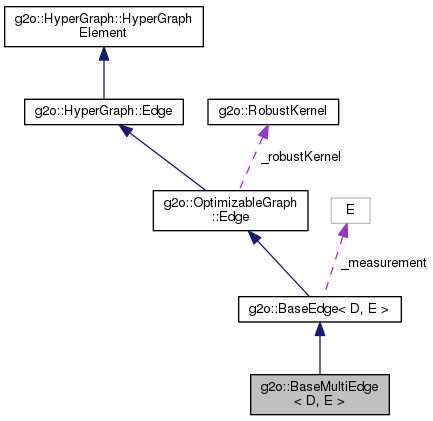 g2o::HyperGraph::HyperGraph
Element
g2o::HyperGraph::Edge
g2o::RobustKernel
_robustKernel
g2o::OptimizableGraph
::Edge
E
_measurement
g2o::BaseEdge< D, E >
g2o::BaseMultiEdge
< D, E >